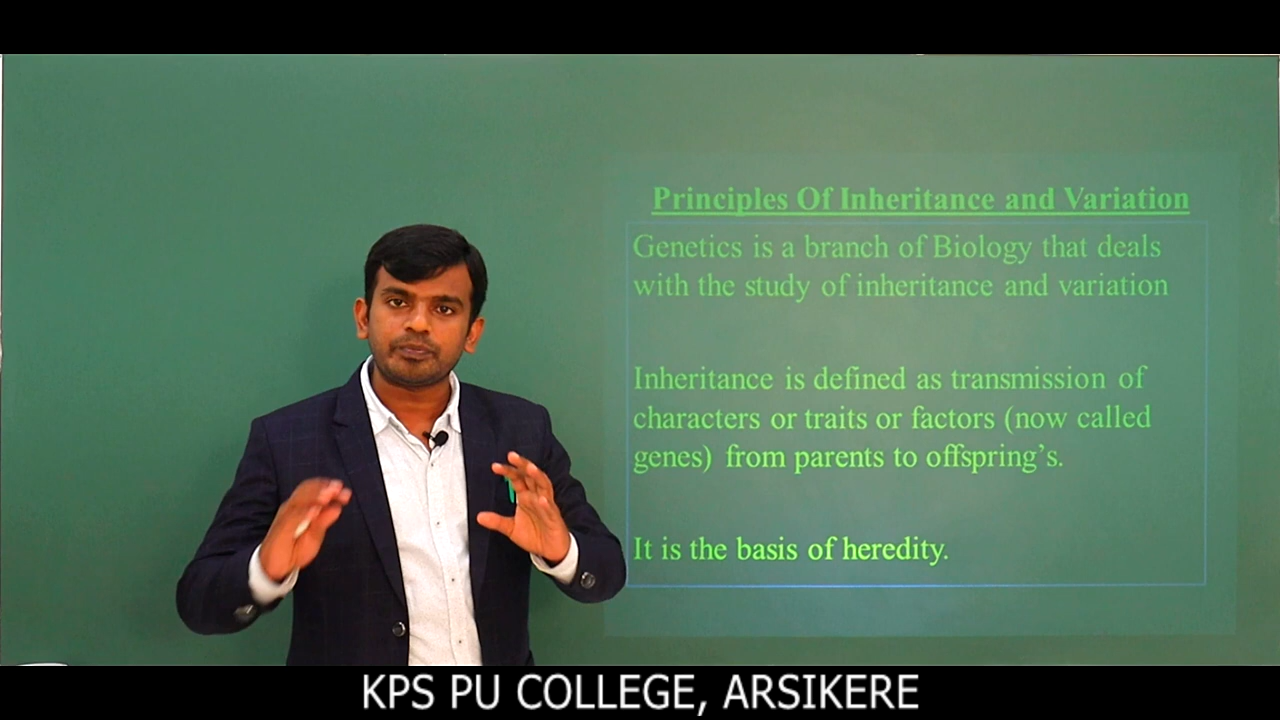 Principles Of Inheritance and Variation
Genetics is a branch of Biology that deals
with the study of inheritance and variation
Inheritance is defined as transmission of
characters or traits or factors (now called
genes) from parents to offspring’s.
It is the basis of heredity.
KPS PU COLLEGE, ARSIKERE